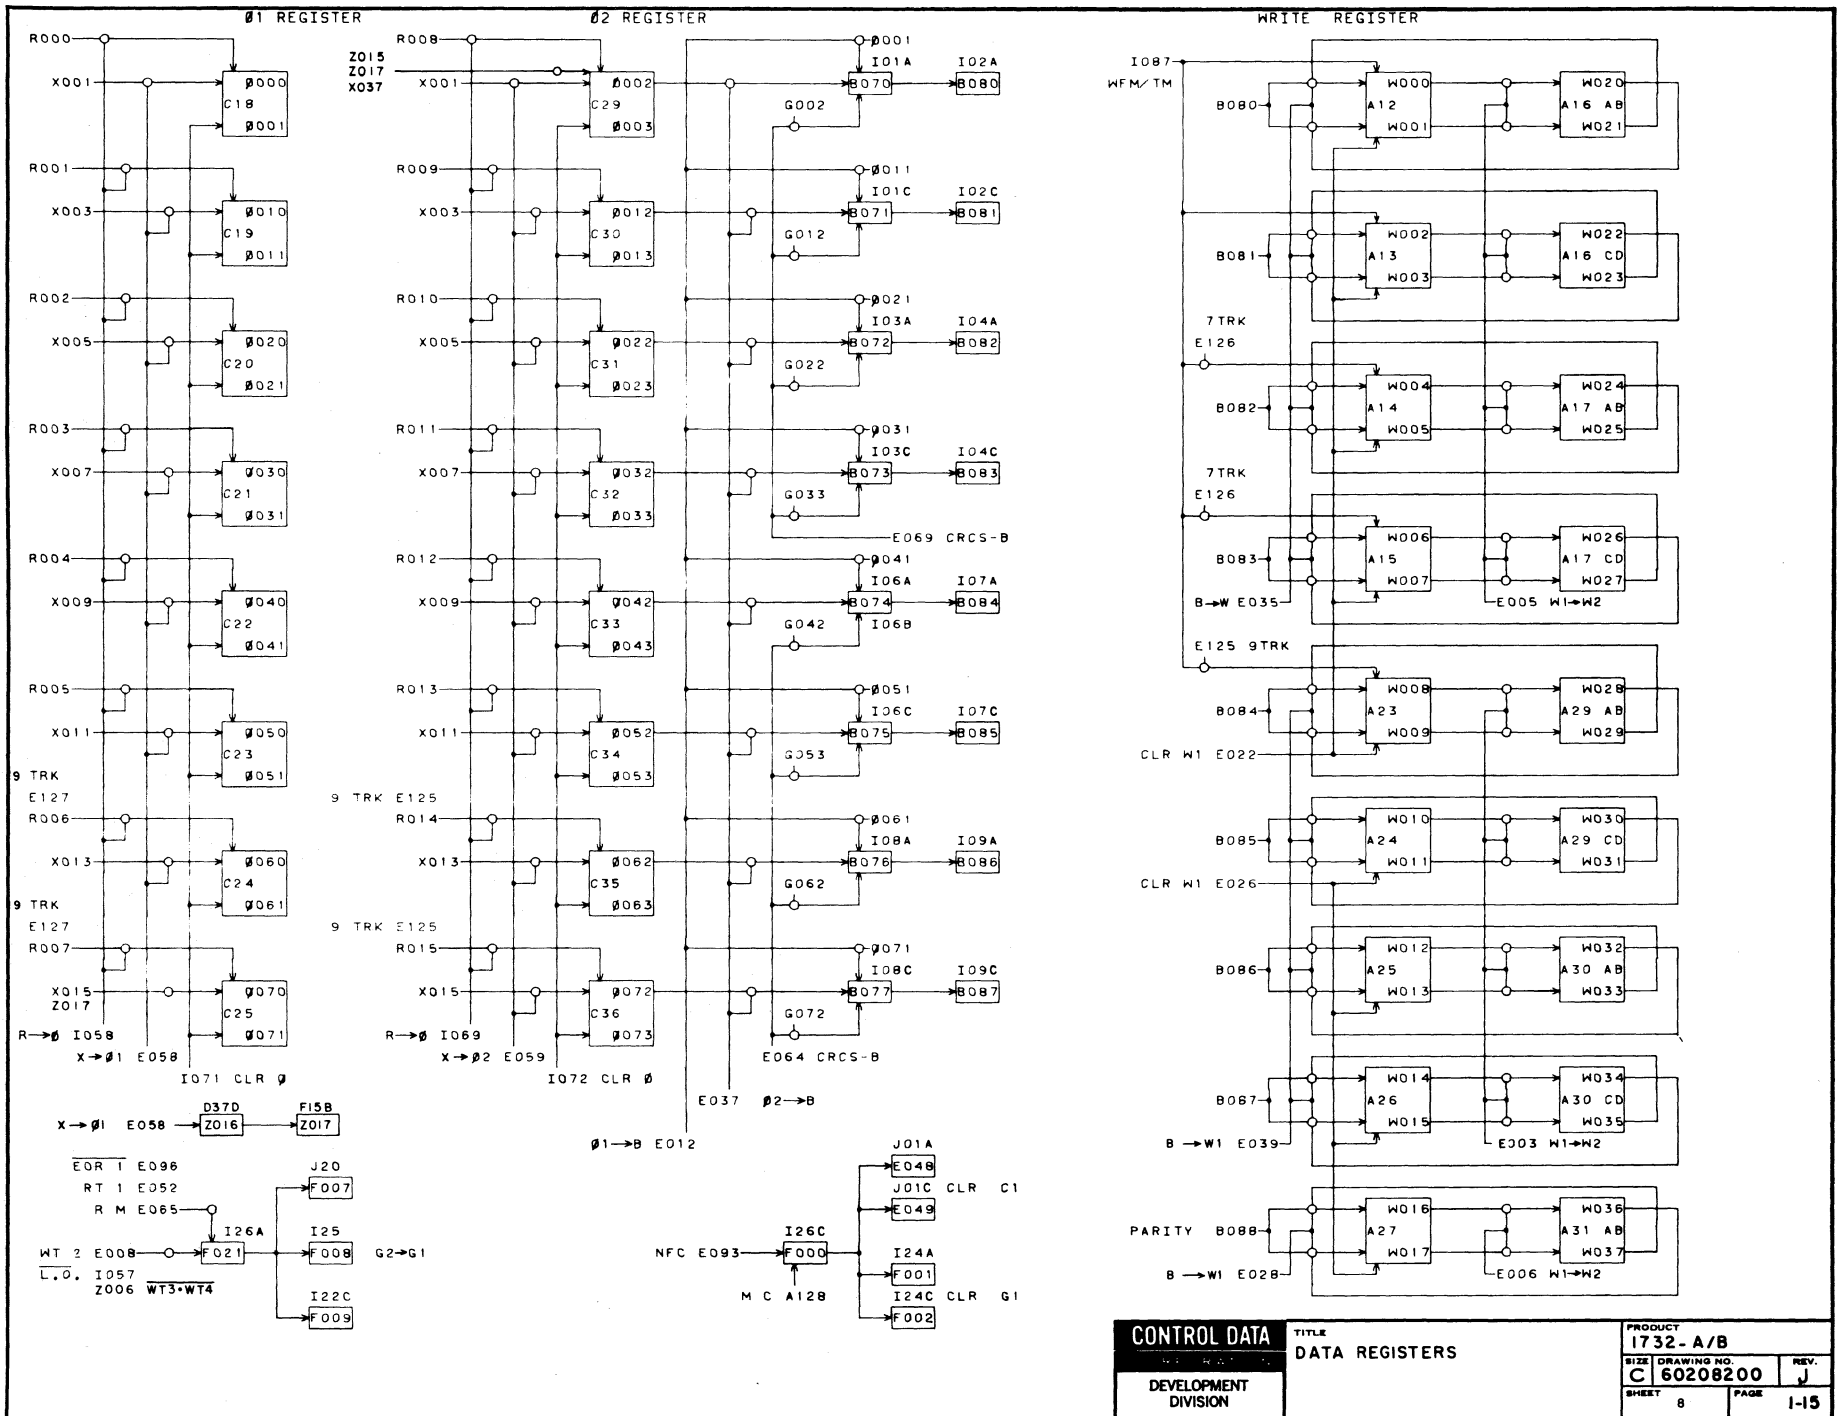 Ø1 REGISTER
R000
X001
Ø000
C18
Ø001
R001
X003
Ø010
C19
Ø011
R002
X005
Ø020
C20
Ø021
R003
X007
Ø030
C21
Ø031
R004
X009
Ø040
C22
Ø041
R005
X011
Ø050
C23
Ø051
9 TRK
E127
R006
X013
Ø060
C24
Ø061
9 TRK
E127
R007
X015
Z017
Ø070
C25
Ø071
R→Ø I058
X→Ø1 E058
I071 CLR Ø
Ø2 REGISTER
R008
Z015
Z017
X037
X001
Ø002
C29
Ø003
R009
X003
Ø012
C30
Ø013
R010
X005
Ø022
C31
Ø023
R011
X007
Ø032
C32
Ø033
R012
X009
Ø042
C33
Ø043
R013
X011
Ø052
C34
Ø053
9 TRK E125
R014
X013
Ø062
C35
Ø063
9 TRK E125
R015
X015
Ø072
C36
Ø073
R→Ø I069
X→Ø2 E059
I072 CLR Ø
Ø001
I01A I02A
B070 B080
G002
Ø011
I01C I02C
B071 B081
G012
Ø021
I03A I04A
B072 B082
G022
Ø031
I03C I04C
B073 B083
G033
E069 CRCS-B
Ø041
I06A I07A
B074 B084
I06B
G042
Ø051
I06C I07C
B075 B085
G053
Ø061
I08A I09A
B076 B086
G062
Ø071
I08C I09C
B077 B087
G072
E064 CRCS-B
E037 Ø2→B
Ø1→B E012
WRITE REGISTER
I087
WFM/TM
B080
W000 W020
A12 A16 AB
W001 W021
B081
W002 W022
A13 A16 CD
W003 W023
7TRK
E126
B082
W004 W024
A14 A17 AB
W005 W025
7TRK
E126
B083
W006 W026
A15 A17 CD
W007 W027
B→W E035
E005 W1→W2
E125 9TRK
B084
W008 W028
A23 A29 AB
W009 W029
CLR W1 E022
B085
W010 W030
A24 A29 CD
W011 W031
CLR W1 E026
B086
W012 W032
A25 A30 AB
W013 W033
B087
W014 W034
A26 A30 CD
W015 W035
B→W1 E039
E003 W1→W2
PARITY B088
W016 W036
A27 A31 AB
W017 W037
B→W1 E028
E006 W1→W2
D37D F15B
X→Ø1 E058 Z016 Z017
EOR 1 E096
RT 1 E052
R M E065
I26A
WT 2 E008 F021
L.O. I057
Z006 WT3•WT4
J20
F007
I25
F008 G2→G1
I22C
F009
NFC E093
I26C
F000
M C A128
J01A
E048
J01C CLR C1
E049
I24A
F001
I24C CLR G1
F002
CONTROL DATA
DEVELOPMENT
DIVISION
TITLE
DATA REGISTERS
PRODUCT
1732-A/B
SIZE DRAWING NO. REV.
C 60208200 J
SHEET PAGE
8 1-15